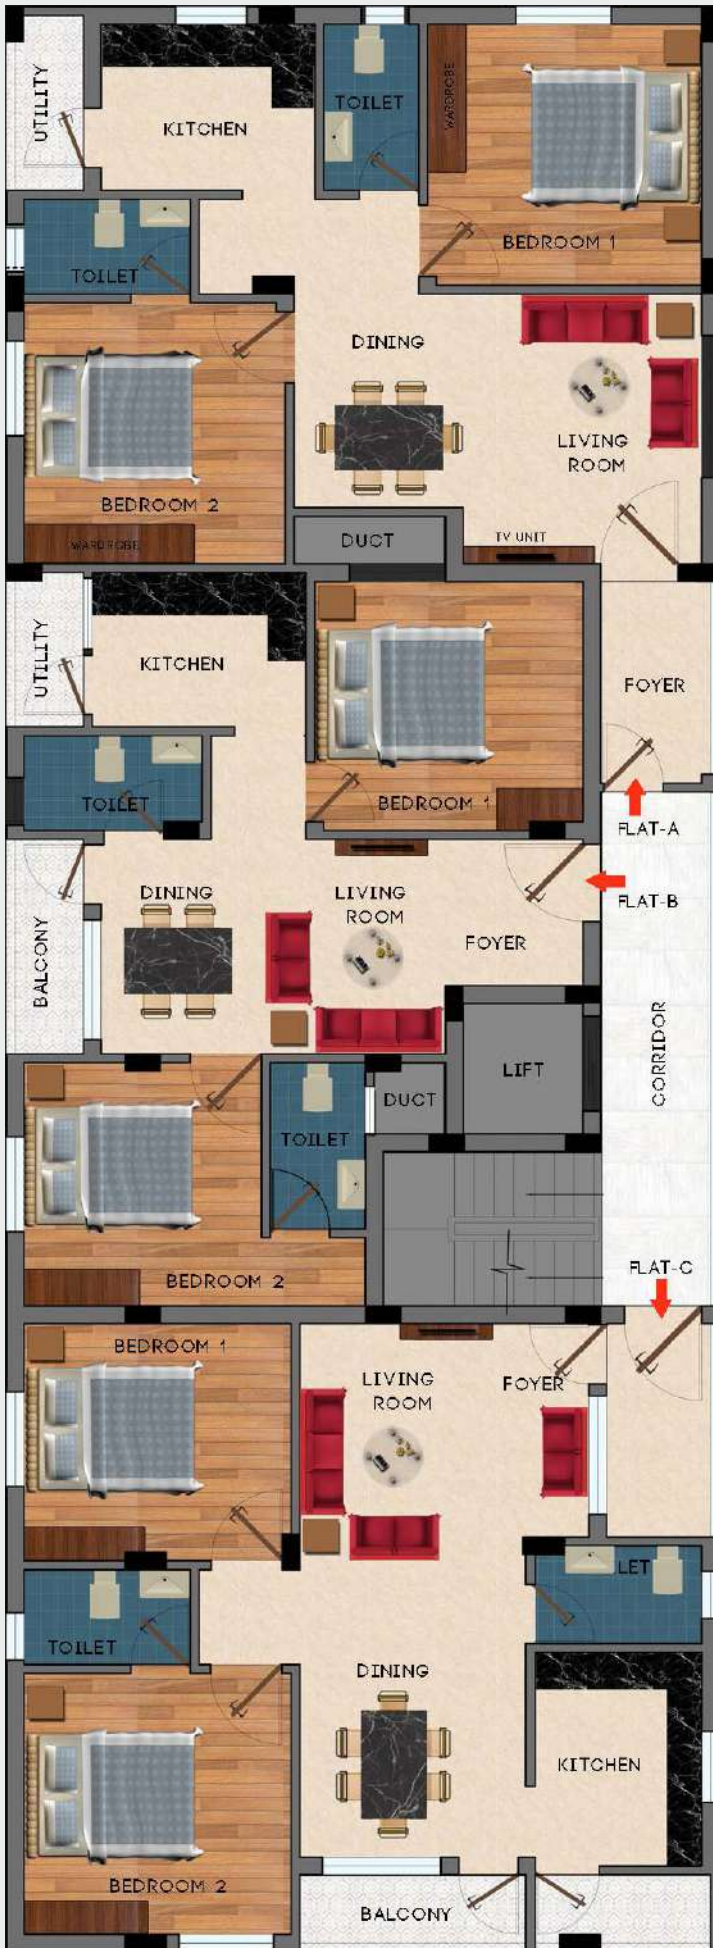 UTILITY
KITCHEN
TOILET
WARDROBE
BEDROOM 1
TOILET
DINING
LIVING
ROOM
BEDROOM 2
WARDROBE
DUCT
TV UNIT
UTILITY
KITCHEN
FOYER
TOILET
BEDROOM 1
FLAT-A
DINING
LIVING
ROOM
FLAT-B
FOYER
BALCONY
CORRIDOR
LIFT
DUCT
TOILET
BEDROOM 2
FLAT-C
BEDROOM 1
LIVING
ROOM
FOYER
LET
TOILET
DINING
KITCHEN
BEDROOM 2
BALCONY